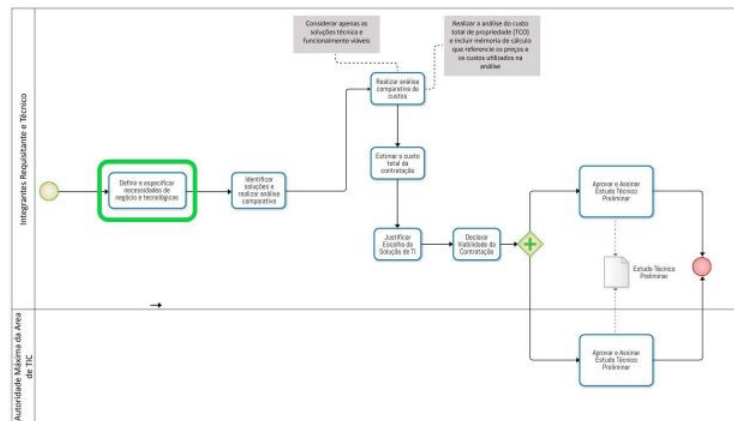 Integrantes Requisitante e Técnico
Considerar apenas as
soluções técnica e
funcionalmente viáveis
Realizar a análise do custo
total de propriedade (TCO)
e incluir memória de cálculo
que referencie os preços e
os custos utilizados na
análise
Realizar análise
comparativa de
custos
Definir e especificar
necessidades de
negócio e tecnológicas
Identificar
soluções e
realizar análise
comparativa
Estimar o custo
total da
contratação
Justificar
Escolha da
Solução de TI
Declarar
Viabilidade da
Contratação
Aprovar e Assinar
Estudo Técnico
Preliminar
Estudo Técnico
Preliminar
Autoridade Máxima da Area
de TIC
Aprovar e Assinar
Estudo Técnico
Preliminar